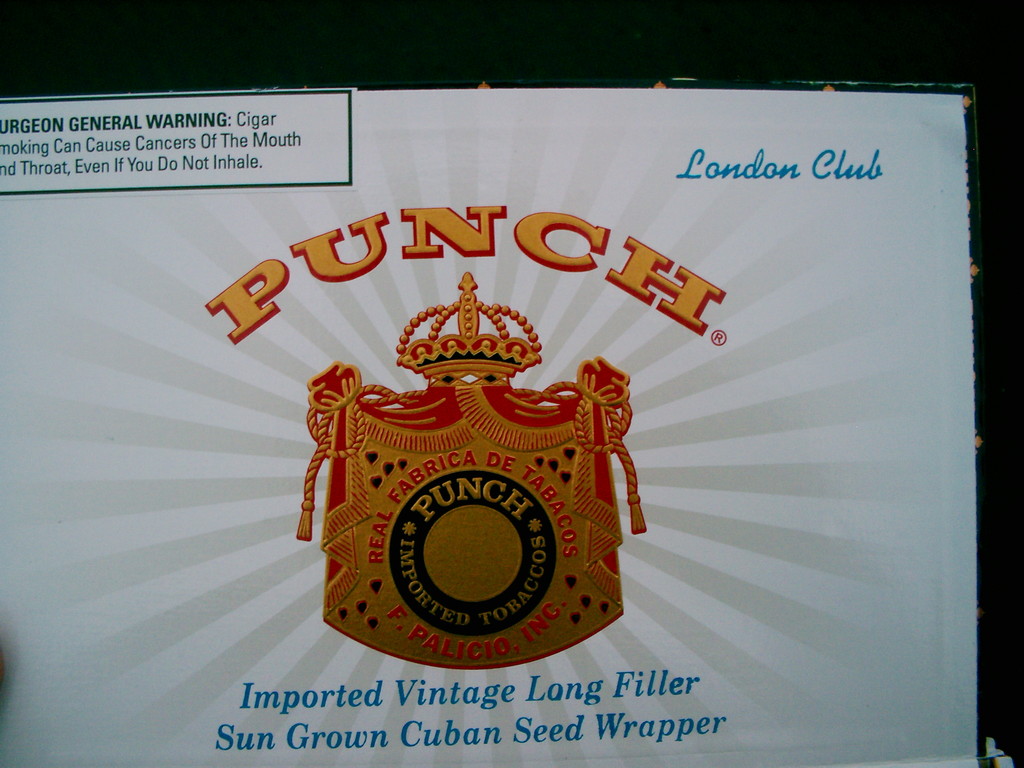 URGEON GENERAL WARNING: Cigar
moking Can Cause Cancers Of The Mouth
nd Throat, Even If You Do Not Inhale.
London Club
PUNCH®
REAL FABRICA DE TABACOS
PUNCH
* IMPORTED TOBACCOS *
F. PALICIO, INC.
Imported Vintage Long Filler
Sun Grown Cuban Seed Wrapper